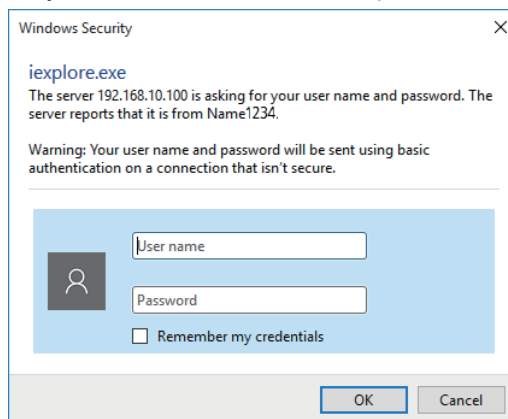 Windows Security
iexplore.exe
The server 192.168.10.100 is asking for your user name and password. The
server reports that it is from Name1234.
Warning: Your user name and password will be sent using basic
authentication on a connection that isn't secure.
User name
Password
Remember my credentials
OK
Cancel